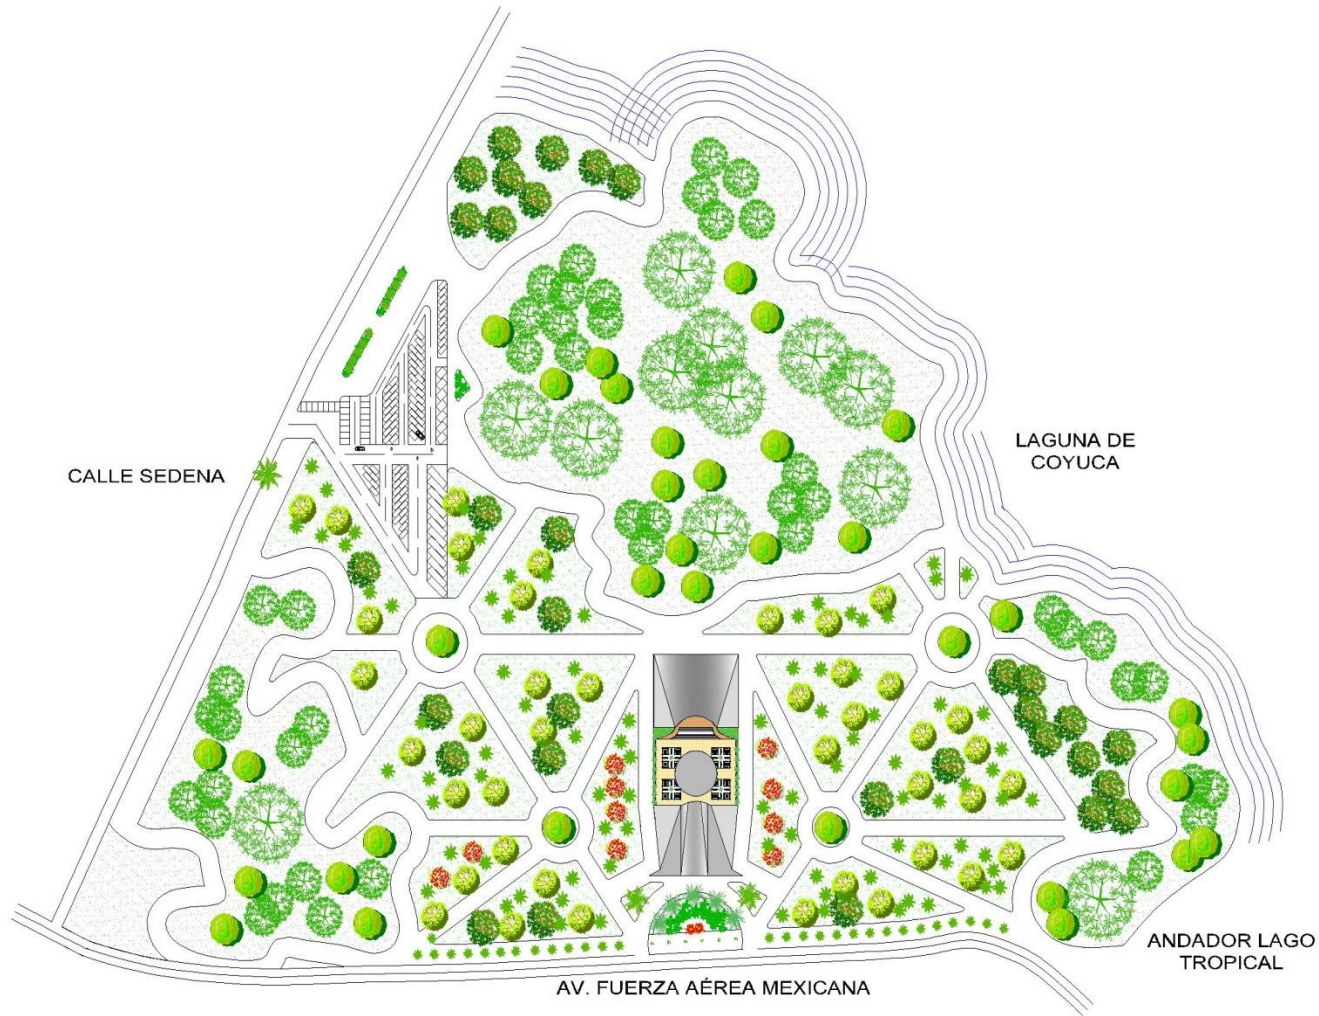 LAGUNA DE
COYUCA
CALLE SEDENA
ANDADOR LAGO
TROPICAL
AV. FUERZA AÉREA MEXICANA